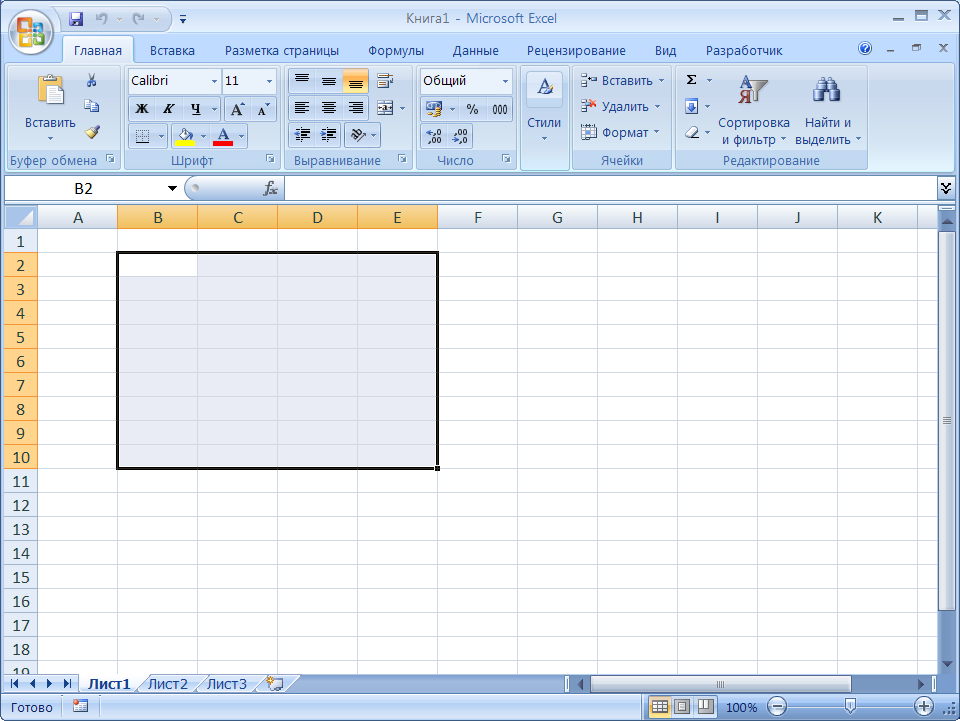 Книга1 - Microsoft Excel
Главная Вставка Разметка страницы Формулы Данные Рецензирование Вид Разработчик
Calibri 11 Общий Вставить
Ж К Ч А А % 000 Удалить
Вставить А ,0 ,00 ,00 ,0 Стили Формат Σ Сортировка и фильтр Найти и выделить
Буфер обмена Шрифт Выравнивание Число Ячейки Редактирование
B2 fx
A B C D E F G H I J K
1
2
3
4
5
6
7
8
9
10
11
12
13
14
15
16
17
18
19
Лист1 Лист2 Лист3
Готово 100%